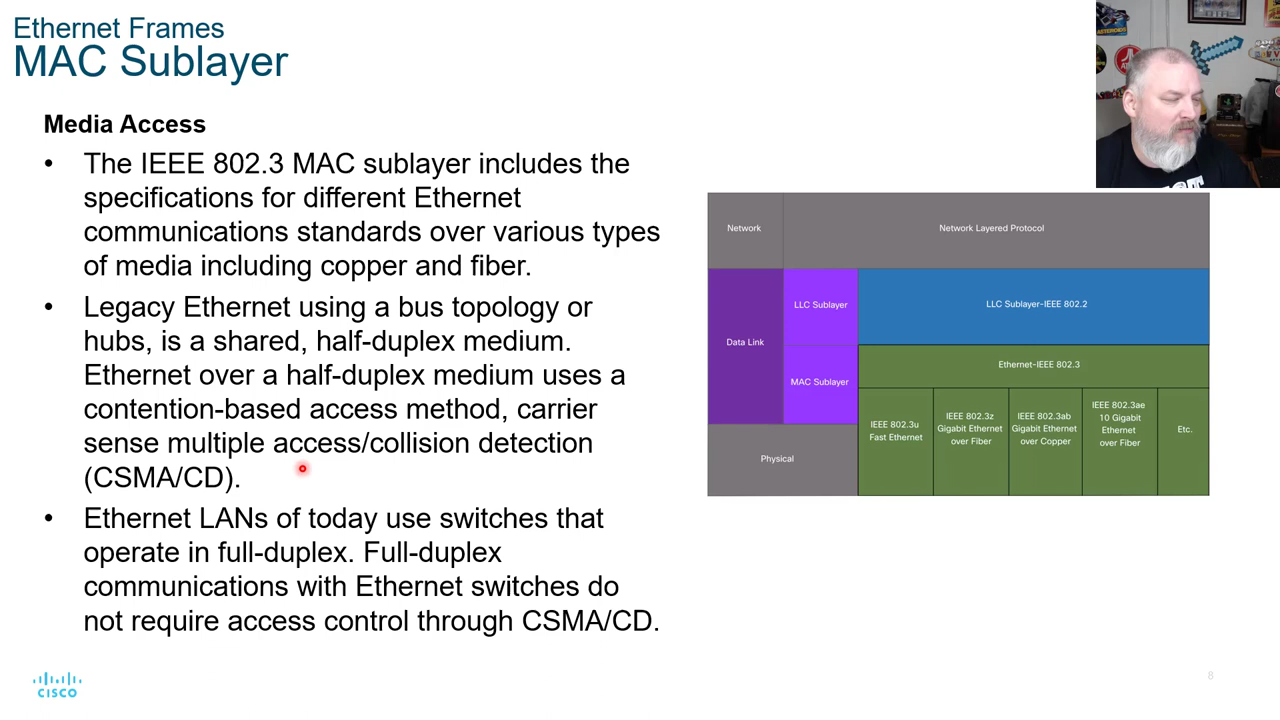 Ethernet Frames
MAC Sublayer
Media Access
• The IEEE 802.3 MAC sublayer includes the
specifications for different Ethernet
communications standards over various types
of media including copper and fiber.
• Legacy Ethernet using a bus topology or
hubs, is a shared, half-duplex medium.
Ethernet over a half-duplex medium uses a
contention-based access method, carrier
sense multiple access/collision detection
(CSMA/CD).
• Ethernet LANs of today use switches that
operate in full-duplex. Full-duplex
communications with Ethernet switches do
not require access control through CSMA/CD.
Network
Network Layered Protocol
Data Link
LLC Sublayer
LLC Sublayer-IEEE 802.2
MAC Sublayer
Ethernet-IEEE 802.3
IEEE 802.3u
Fast Ethernet
IEEE 802.3z
Gigabit Ethernet
over Fiber
IEEE 802.3ab
Gigabit Ethernet
over Copper
IEEE 802.3ae
10 Gigabit
Ethernet
over Fiber
Etc.
Physical
ASTEROIDS
CISCO
8